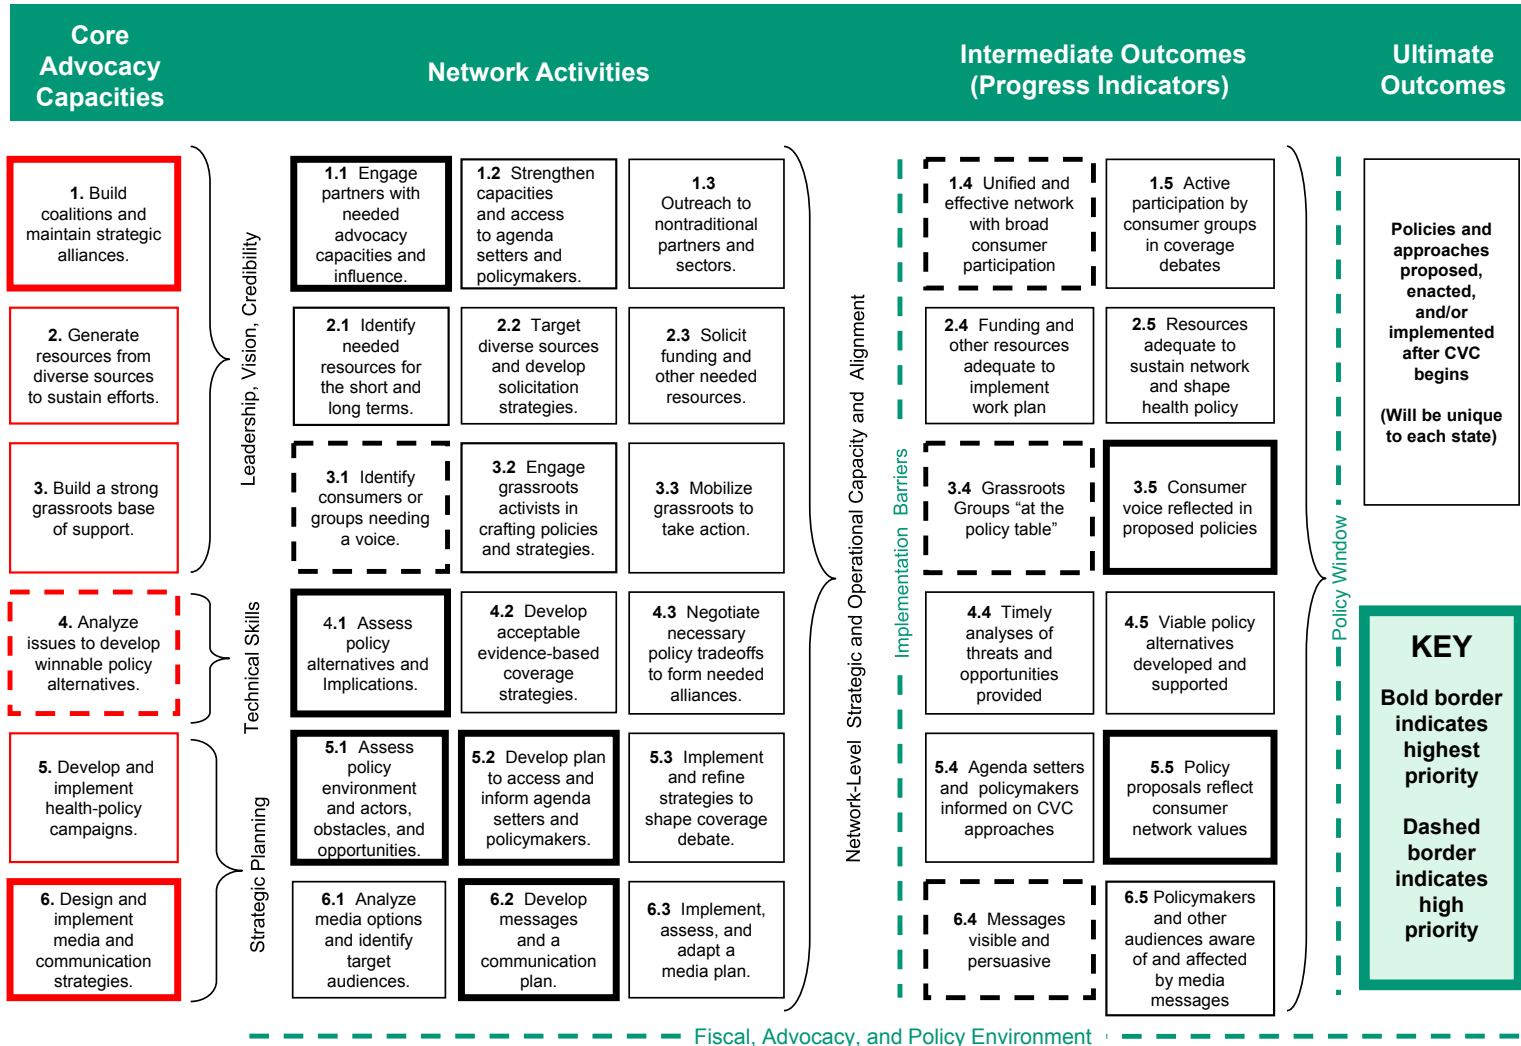 Core
Advocacy
Capacities
Network Activities
Intermediate Outcomes
(Progress Indicators)
Ultimate
Outcomes
1. Build
coalitions and
maintain strategic
alliances.
2. Generate
resources from
diverse sources
to sustain efforts.
3. Build a strong
grassroots base
of support.
4. Analyze
issues to develop
winnable policy
alternatives.
5. Develop and
implement
health-policy
campaigns.
6. Design and
implement
media and
communication
strategies.
Leadership, Vision, Credibility
Technical Skills
Strategic Planning
1.1 Engage
partners with
needed
advocacy
capacities and
influence.
1.2 Strengthen
capacities
and access
to agenda
setters and
policymakers.
1.3
Outreach to
nontraditional
partners and
sectors.
2.1 Identify
needed
resources for
the short and
long terms.
2.2 Target
diverse sources
and develop
solicitation
strategies.
2.3 Solicit
funding and
other needed
resources.
3.1 Identify
consumers or
groups needing
a voice.
3.2 Engage
grassroots
activists in
crafting policies
and strategies.
3.3 Mobilize
grassroots to
take action.
4.1 Assess
policy
alternatives and
Implications.
4.2 Develop
acceptable
evidence-based
coverage
strategies.
4.3 Negotiate
necessary
policy tradeoffs
to form needed
alliances.
5.1 Assess
policy
environment
and actors,
obstacles, and
opportunities.
5.2 Develop plan
to access and
inform agenda
setters and
policymakers.
5.3 Implement
and refine
strategies to
shape coverage
debate.
6.1 Analyze
media options
and identify
target
audiences.
6.2 Develop
messages
and a
communication
plan.
6.3 Implement,
assess, and
adapt a
media plan.
Network-Level Strategic and Operational Capacity and Alignment
Implementation Barriers
1.4 Unified and
effective network
with broad
consumer
participation
1.5 Active
participation by
consumer groups
in coverage
debates
2.4 Funding and
other resources
adequate to
implement
work plan
2.5 Resources
adequate to
sustain network
and shape
health policy
3.4 Grassroots
Groups “at the
policy table”
3.5 Consumer
voice reflected in
proposed policies
4.4 Timely
analyses of
threats and
opportunities
provided
4.5 Viable policy
alternatives
developed and
supported
5.4 Agenda setters
and policymakers
informed on CVC
approaches
5.5 Policy
proposals reflect
consumer
network values
6.4 Messages
visible and
persuasive
6.5 Policymakers
and other
audiences aware
of and affected
by media
messages
Policy Window
Policies and
approaches
proposed,
enacted,
and/or
implemented
after CVC
begins
(Will be unique
to each state)
KEY
Bold border
indicates
highest
priority
Dashed
border
indicates
high
priority
Fiscal, Advocacy, and Policy Environment